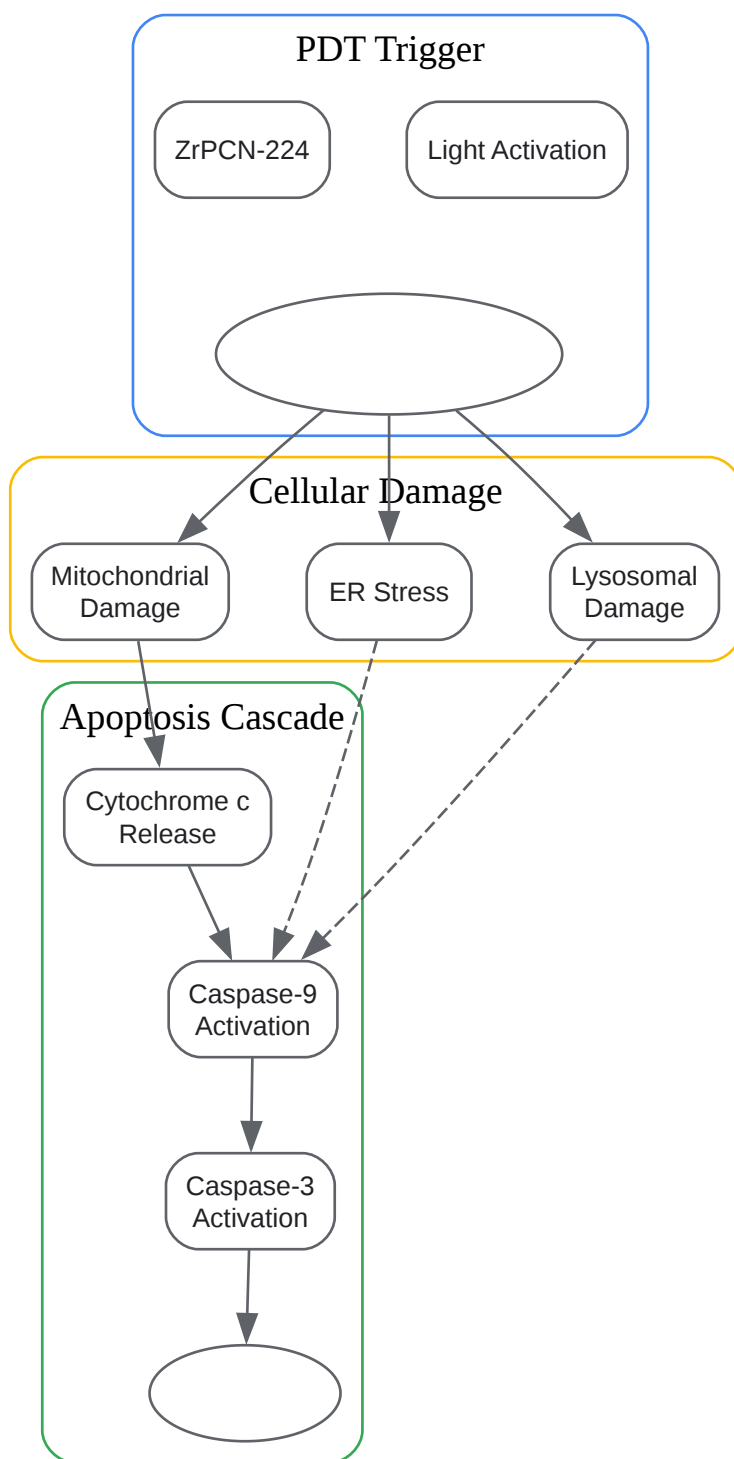 PDT Trigger
ZrPCN-224
Light Activation
Cellular Damage
Mitochondrial
Damage
ER Stress
Lysosomal
Damage
Apoptosis Cascade
Cytochrome c
Release
Caspase-9
Activation
Caspase-3
Activation